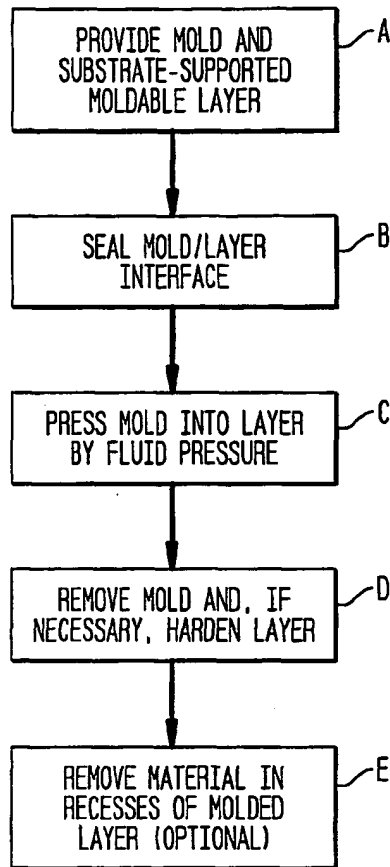 PROVIDE MOLD AND
SUBSTRATE-SUPPORTED
MOLDABLE LAYER
A
SEAL MOLD/LAYER
INTERFACE
B
PRESS MOLD INTO LAYER
BY FLUID PRESSURE
C
REMOVE MOLD AND, IF
NECESSARY, HARDEN LAYER
D
REMOVE MATERIAL IN
RECESSES OF MOLDED
LAYER (OPTIONAL)
E